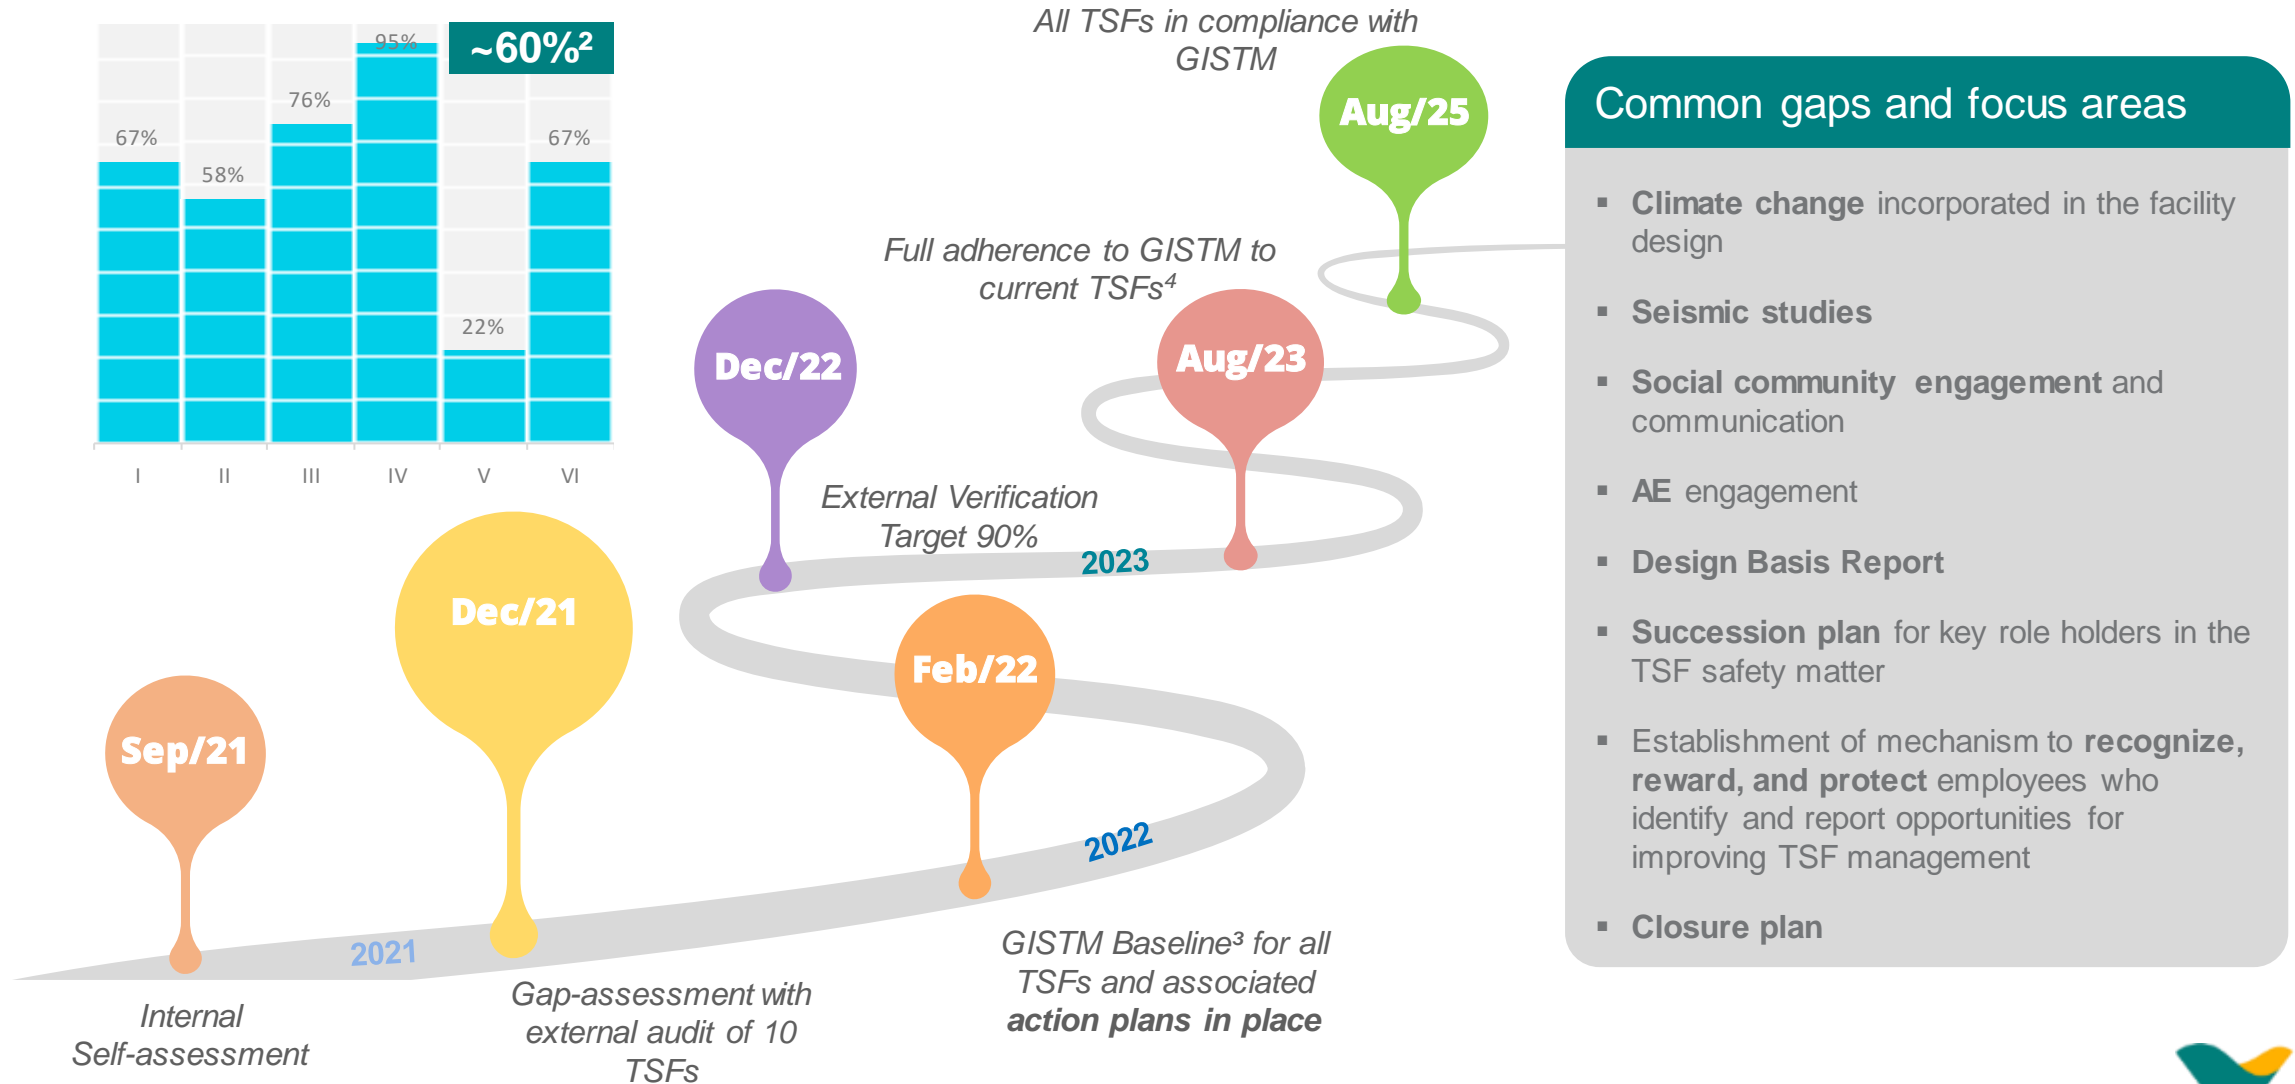 ~60%²
95%
76%
67%
67%
58%
22%
I II III IV V VI
All TSFs in compliance with
GISTM
Aug/25
Full adherence to GISTM to
current TSFs⁴
Aug/23
Dec/22
External Verification
Target 90%
2023
Dec/21
Feb/22
Sep/21
2022
2021
GISTM Baseline³ for all
TSFs and associated
action plans in place
Gap-assessment with
external audit of 10
TSFs
Internal
Self-assessment
Common gaps and focus areas
▪ Climate change incorporated in the facility
design
▪ Seismic studies
▪ Social community engagement and
communication
▪ AE engagement
▪ Design Basis Report
▪ Succession plan for key role holders in the
TSF safety matter
▪ Establishment of mechanism to recognize,
reward, and protect employees who
identify and report opportunities for
improving TSF management
▪ Closure plan